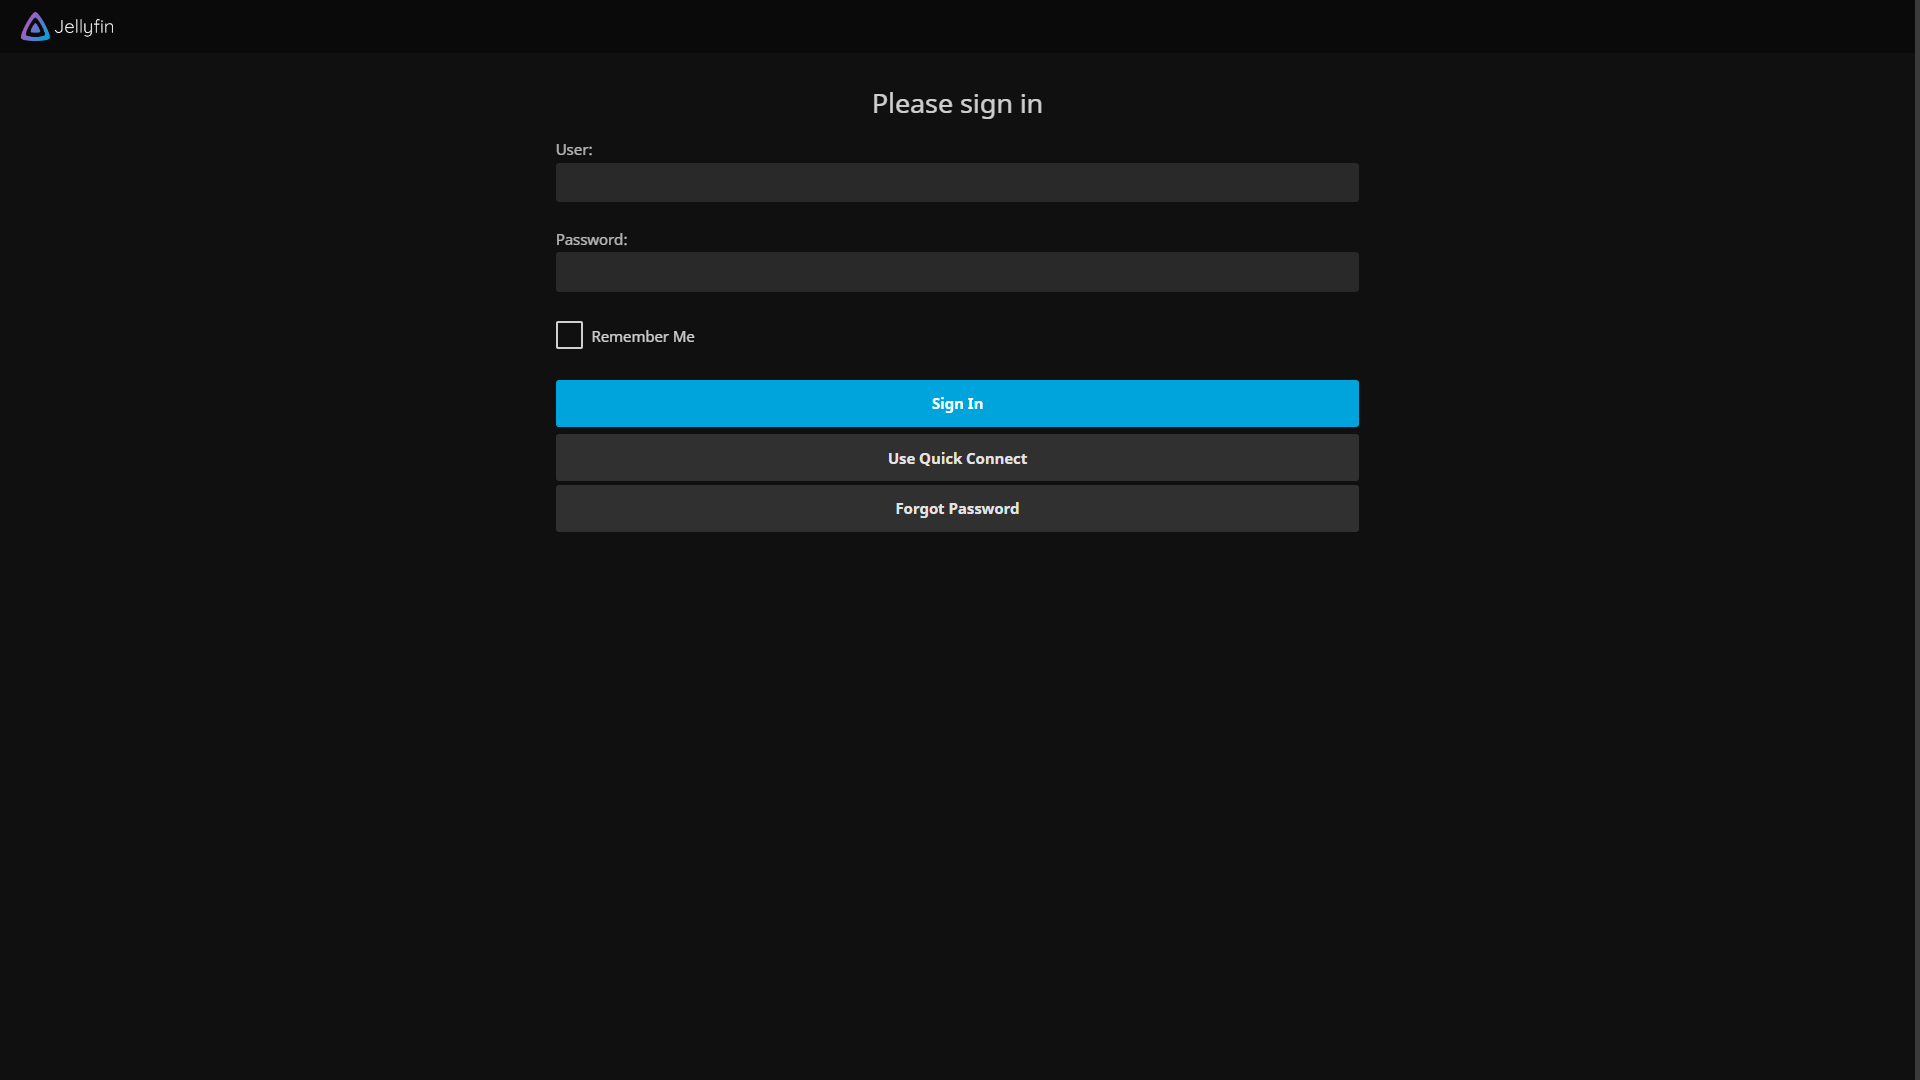 Jellyfin
Please sign in
User:
Password:
Remember Me
Sign In
Use Quick Connect
Forgot Password